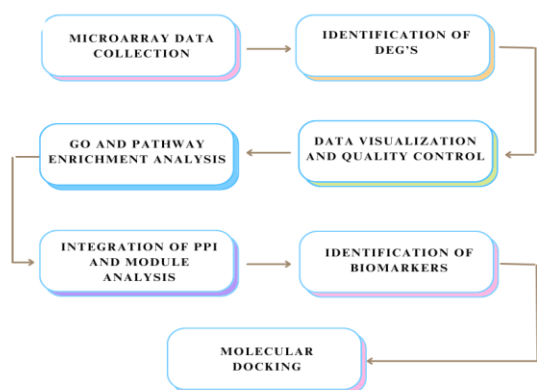 MICROARRAY DATA
COLLECTION
IDENTIFICATION OF
DEG'S
DATA VISUALIZATION
AND QUALITY CONTROL
GO AND PATHWAY
ENRICHMENT ANALYSIS
INTEGRATION OF PPI
AND MODULE
ANALYSIS
IDENTIFICATION OF
BIOMARKERS
MOLECULAR
DOCKING